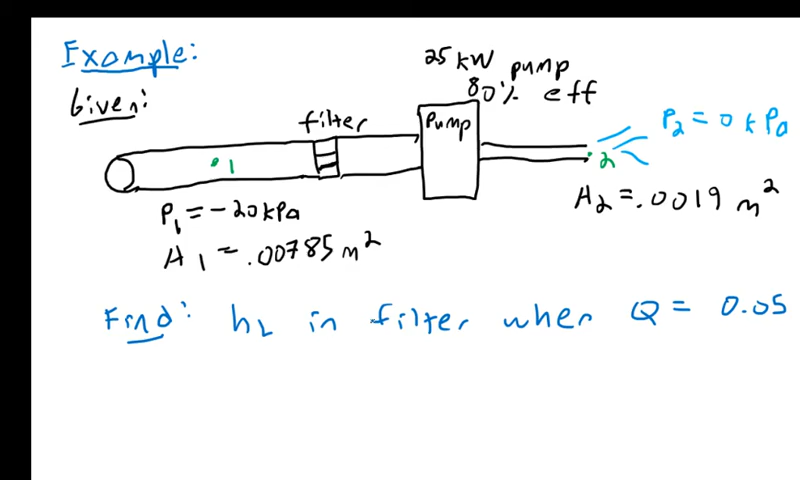 Example:
Given:
25 kW pump
80% eff
filter
Pump
P₂ = 0 kPa
1
2
P₁ = -20 kPa
A₂ = .0019 m²
A₁ = .00785 m²
Find: hL in filter when Q = 0.05